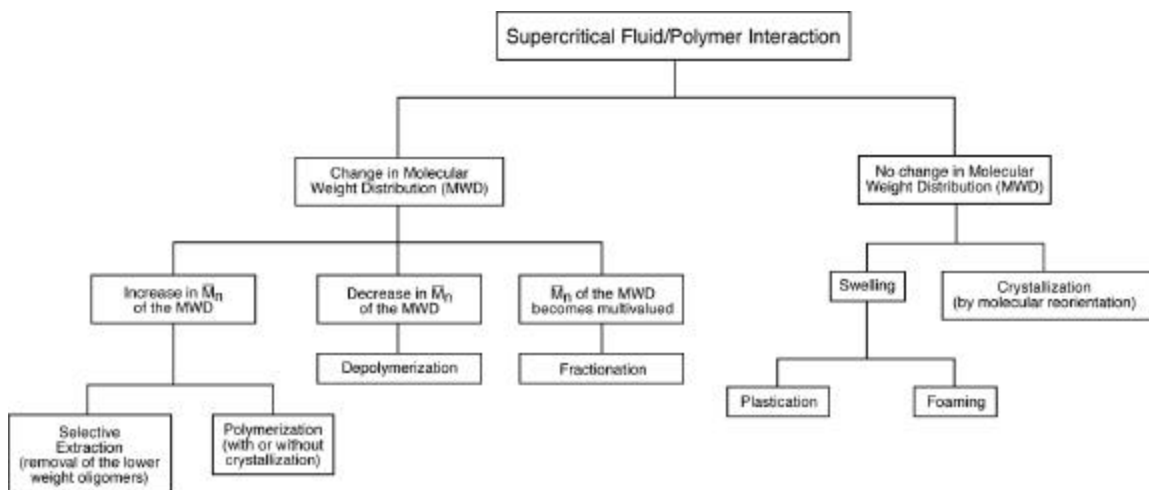 Supercritical Fluid/Polymer Interaction
Change in Molecular
Weight Distribution (MWD)
No change in Molecular
Weight Distribution (MWD)
Increase in M̅n
of the MWD
Decrease in M̅n
of the MWD
M̅n of the MWD
becomes multivalued
Swelling
Crystallization
(by molecular reorientation)
Depolymerization
Fractionation
Plastication
Foaming
Selective
Extraction
(removal of the lower
weight oligomers)
Polymerization
(with or without
crystallization)